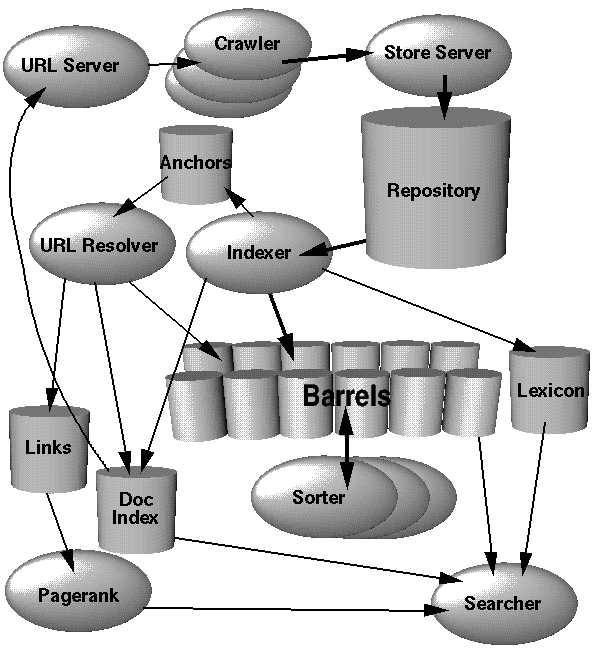 Crawler
URL Server
Store Server
Anchors
Repository
URL Resolver
Indexer
Barrels
Lexicon
Links
Doc
Index
Sorter
Pagerank
Searcher